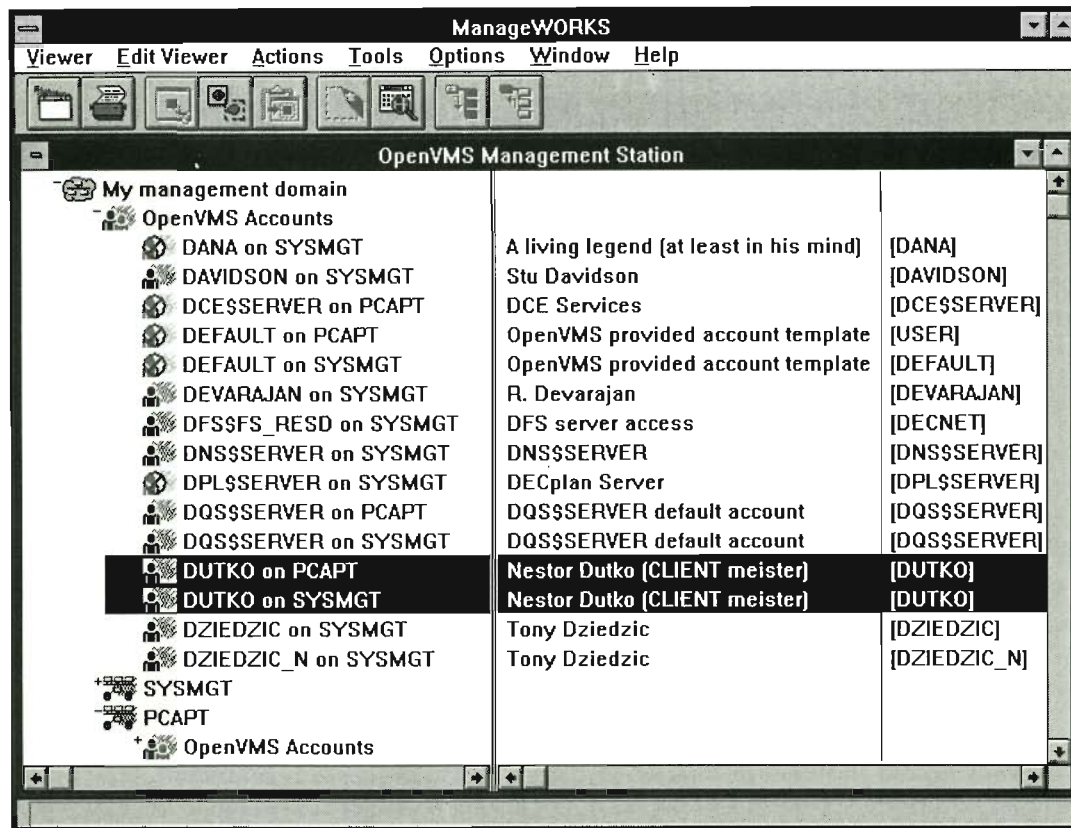 ManageWORKS
Viewer Edit Viewer Actions Tools Options Window Help
OpenVMS Management Station
My management domain
OpenVMS Accounts
DANA on SYSMGT A living legend (at least in his mind) [DANA]
DAVIDSON on SYSMGT Stu Davidson [DAVIDSON]
DCE$SERVER on PCAPT DCE Services [DCE$SERVER]
DEFAULT on PCAPT OpenVMS provided account template [USER]
DEFAULT on SYSMGT OpenVMS provided account template [DEFAULT]
DEVARAJAN on SYSMGT R. Devarajan [DEVARAJAN]
DFS$FS_RESD on SYSMGT DFS server access [DECNET]
DNS$SERVER on SYSMGT DNS$SERVER [DNS$SERVER]
DPL$SERVER on SYSMGT DECplan Server [DPL$SERVER]
DQS$SERVER on PCAPT DQS$SERVER default account [DQS$SERVER]
DQS$SERVER on SYSMGT DQS$SERVER default account [DQS$SERVER]
DUTKO on PCAPT Nestor Dutko (CLIENT meister) [DUTKO]
DUTKO on SYSMGT Nestor Dutko (CLIENT meister) [DUTKO]
DZIEDZIC on SYSMGT Tony Dziedzic [DZIEDZIC]
DZIEDZIC_N on SYSMGT Tony Dziedzic [DZIEDZIC_N]
SYSMGT
PCAPT
OpenVMS Accounts